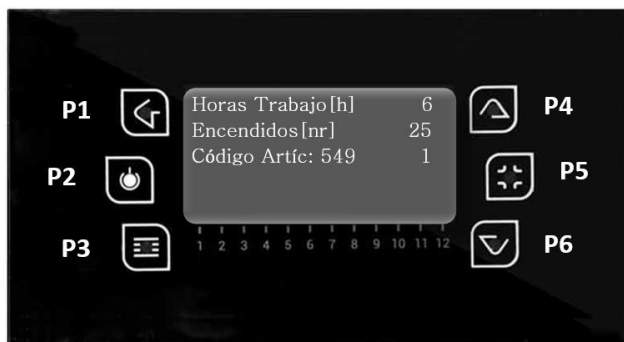 P1
P2
P3
Horas Trabajo[h] 6
Encendidos[nr] 25
Código Artíc: 549 1
1 2 3 4 5 6 7 8 9 10 11 12
P4
P5
P6